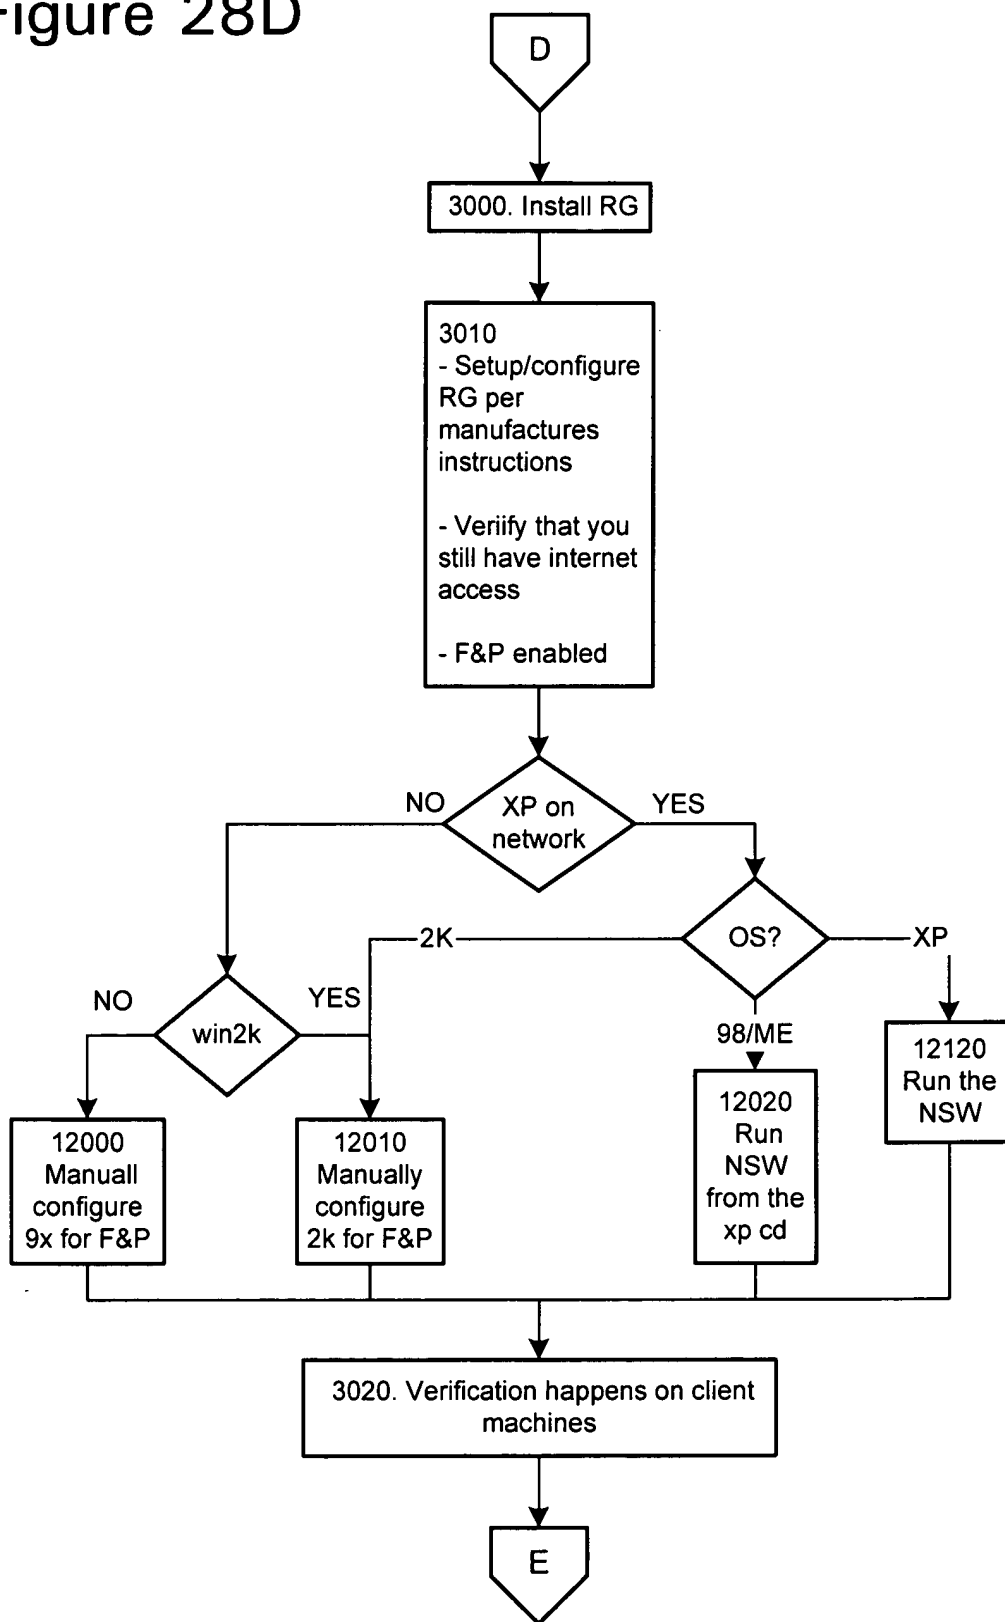 Figure 28D
D
3000. Install RG
3010
- Setup/configure
RG per
manufactures
instructions
- Veriify that you
still have internet
access
- F&P enabled
NO
XP on
network
YES
2K
OS?
XP
NO
win2k
YES
98/ME
12000
Manuall
configure
9x for F&P
12010
Manually
configure
2k for F&P
12020
Run
NSW
from the
xp cd
12120
Run the
NSW
3020. Verification happens on client
machines
E